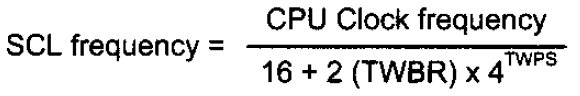 SCL frequency = CPU Clock frequency
16 + 2 (TWBR) x 4^TWPS